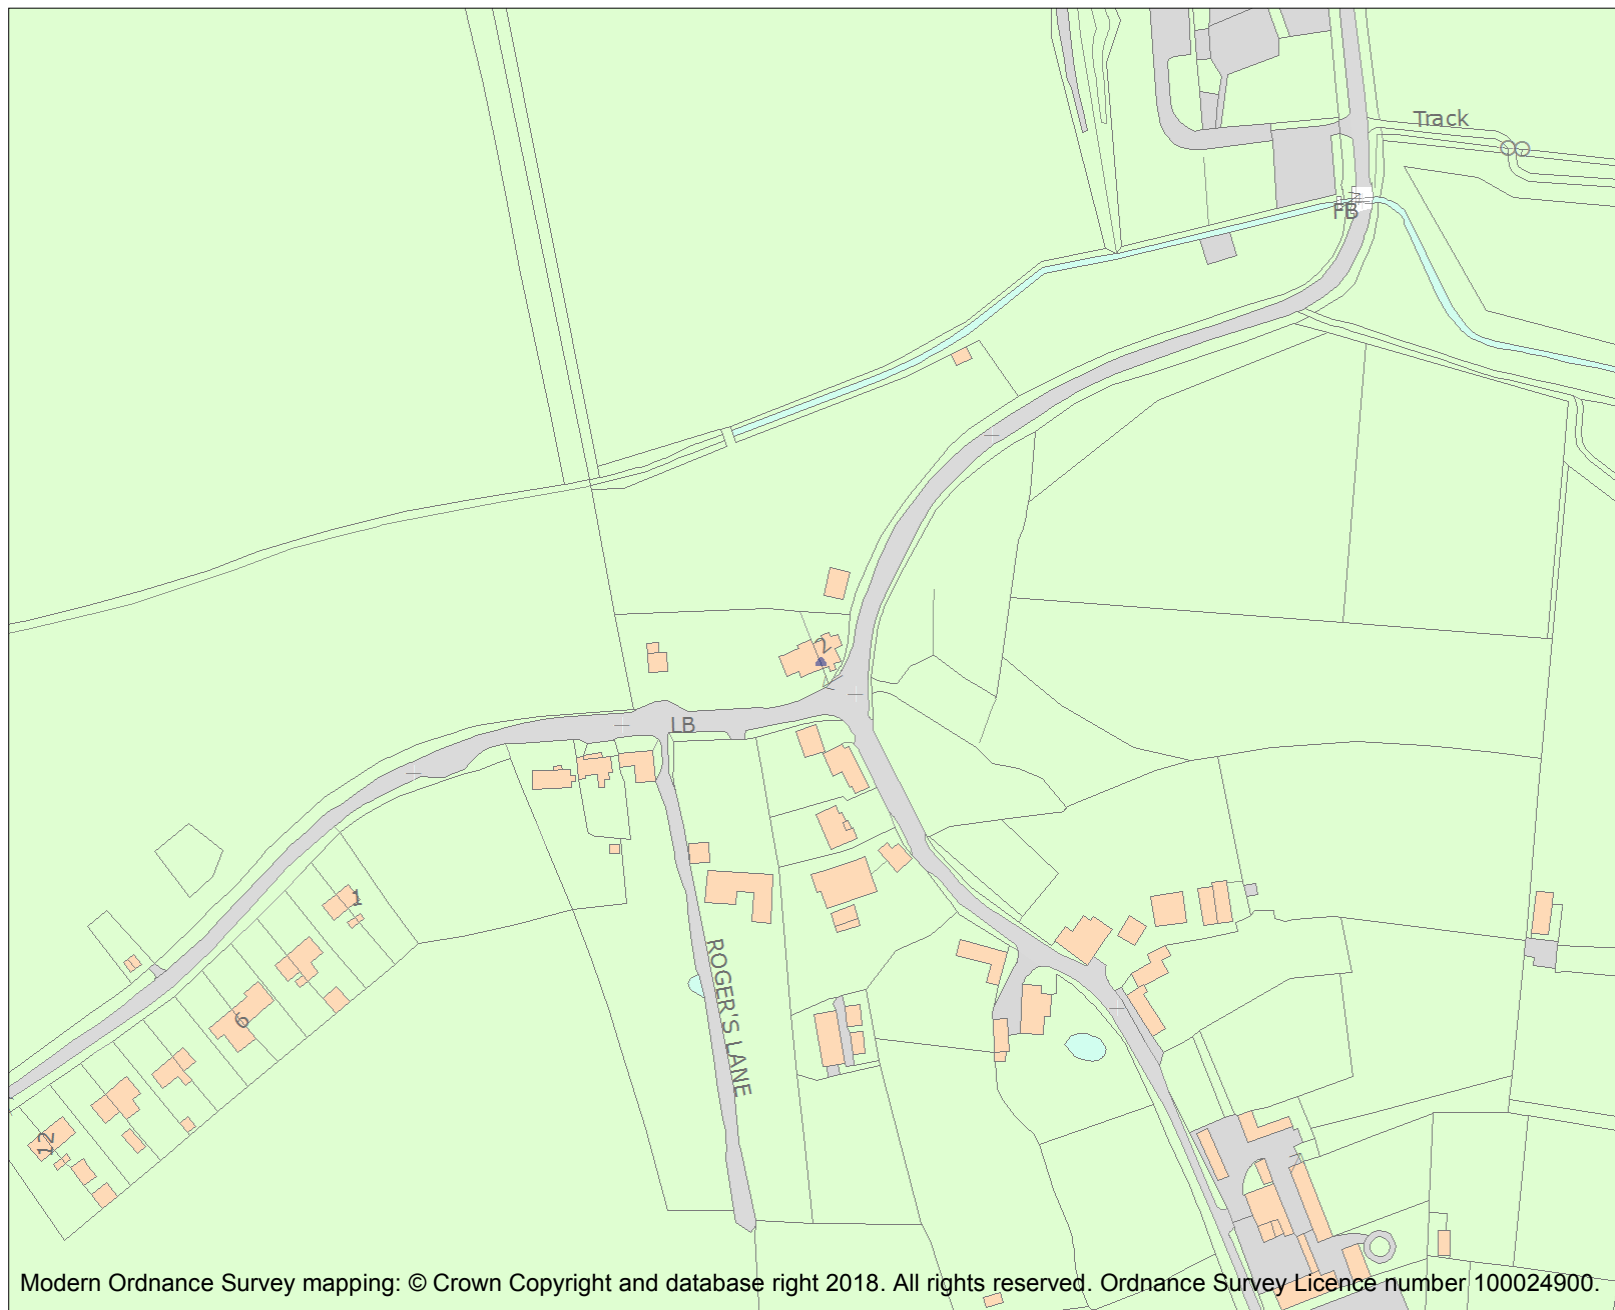 Track
FB
2
LB
1
ROGER'S LANE
6
12
Modern Ordnance Survey mapping: © Crown Copyright and database right 2018. All rights reserved. Ordnance Survey Licence number 100024900.